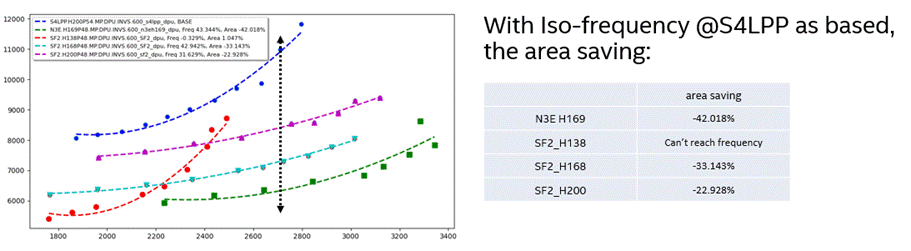 S4LPP.H200P54.MP.DPU.INVS.600_s4lpp_dpu, BASE
N3E.H169P48.MP.DPU.INVS.600_n3eh169_dpu, Freq 43.344%, Area -42.018%
SF2.H138P48.MP.DPU.INVS.600_SF2_dpu, Freq -0.329%, Area 1.047%
SF2.H168P48.MP.DPU.INVS.600_SF2_dpu, Freq 42.942%, Area -33.143%
SF2.H200P48.MP.DPU.INVS.600_sf2_dpu, Freq 31.629%, Area -22.928%
12000
11000
10000
9000
8000
7000
6000
1800
2000
2200
2400
2600
2800
3000
3200
3400
With Iso-frequency @S4LPP as based,
the area saving:
area saving
N3E H169 -42.018%
SF2_H138 Can't reach frequency
SF2_H168 -33.143%
SF2_H200 -22.928%